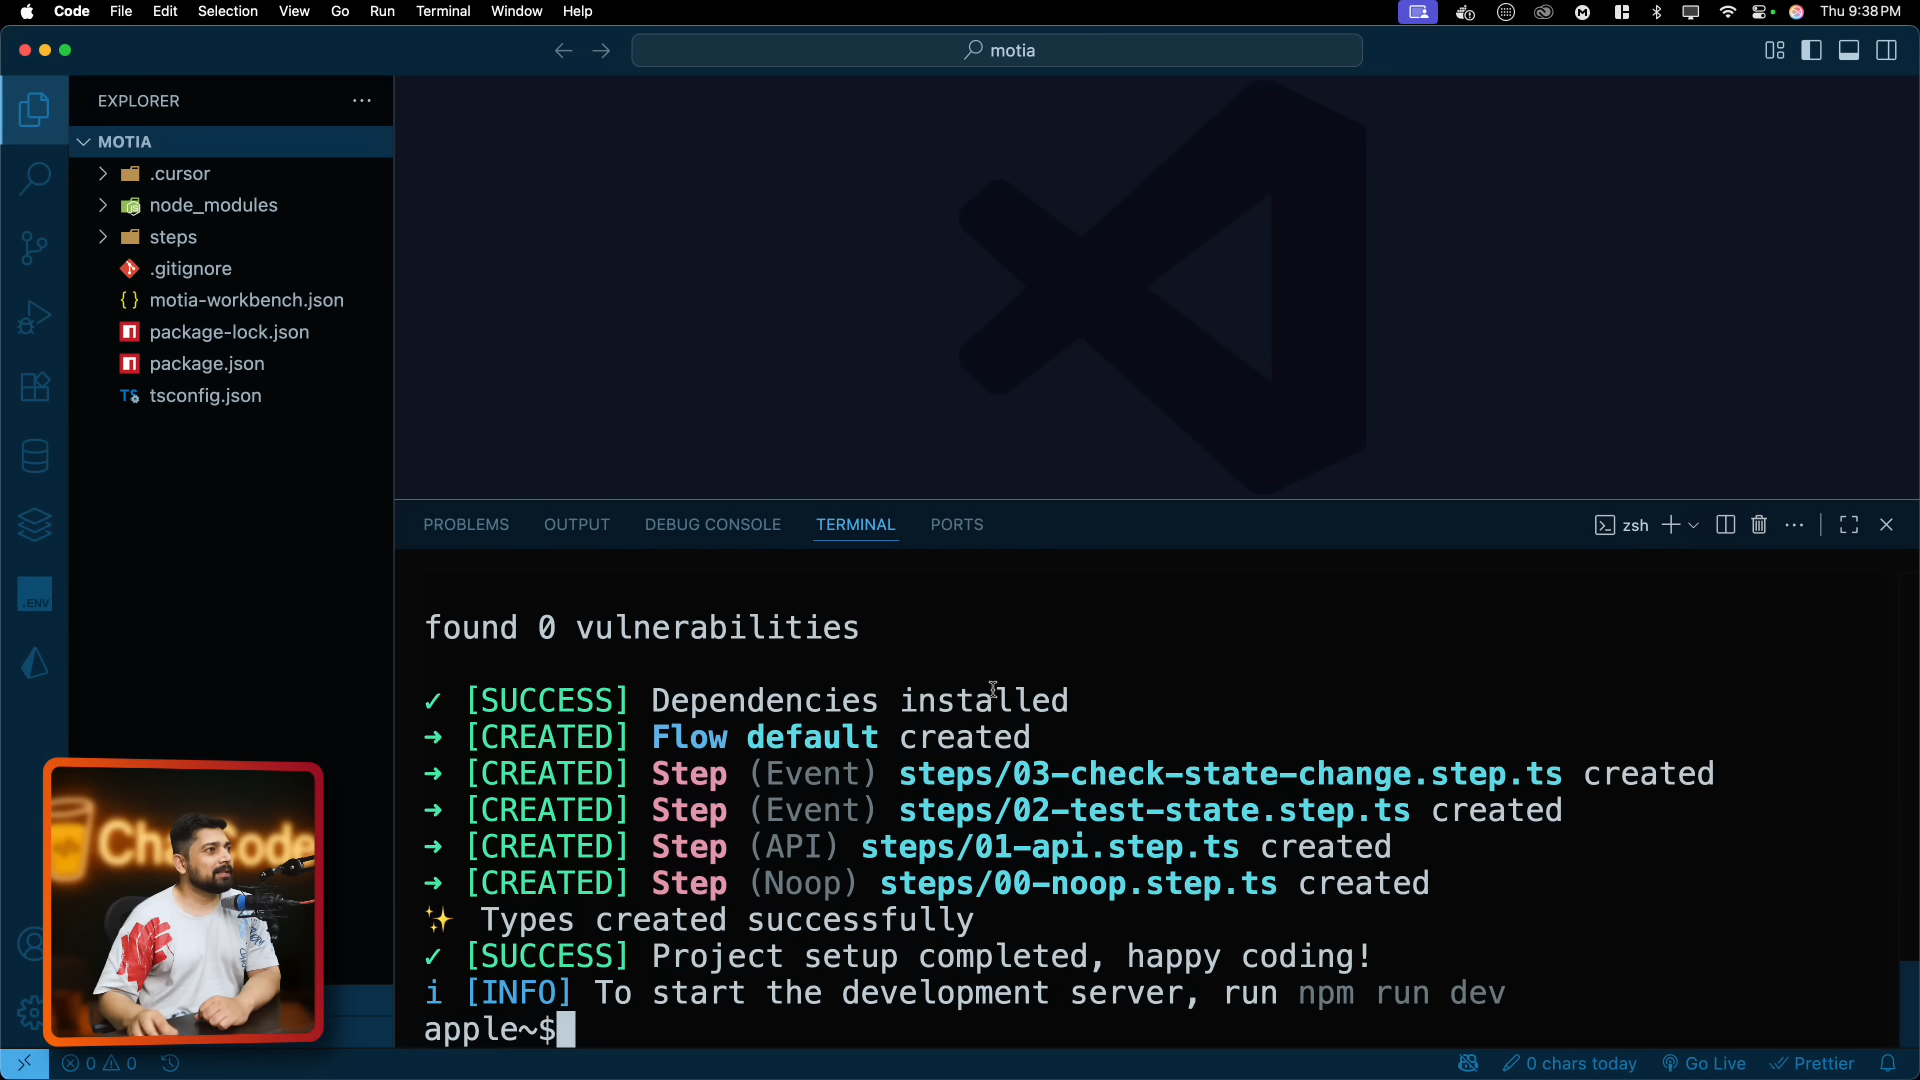 Code File Edit Selection View Go Run Terminal Window Help
Thu 9:38 PM
motia
EXPLORER
MOTIA
.cursor
node_modules
steps
.gitignore
motia-workbench.json
package-lock.json
package.json
TS tsconfig.json
.ENV
PROBLEMS OUTPUT DEBUG CONSOLE TERMINAL PORTS
zsh
found 0 vulnerabilities
✓ [SUCCESS] Dependencies installed
→ [CREATED] Flow default created
→ [CREATED] Step (Event) steps/03-check-state-change.step.ts created
→ [CREATED] Step (Event) steps/02-test-state.step.ts created
→ [CREATED] Step (API) steps/01-api.step.ts created
→ [CREATED] Step (Noop) steps/00-noop.step.ts created
✨ Types created successfully
✓ [SUCCESS] Project setup completed, happy coding!
i [INFO] To start the development server, run npm run dev
apple~$
0 0
0 chars today
Go Live
Prettier